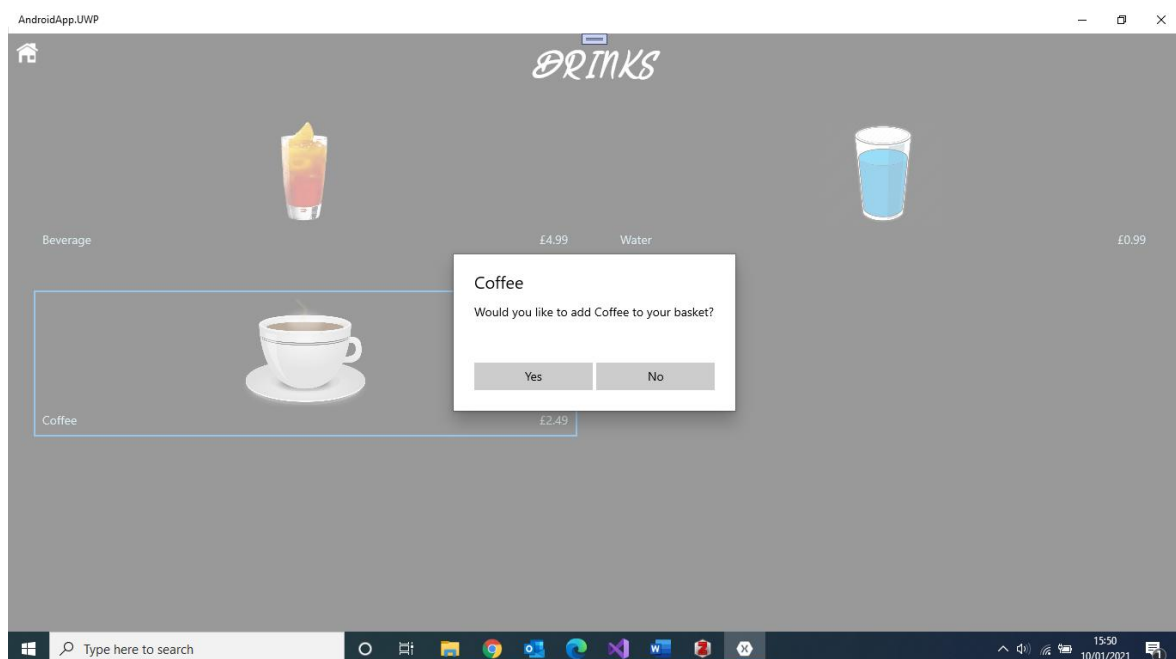 AndroidApp.UWP
DRINKS
Beverage £4.99 Water £0.99
Coffee
Would you like to add Coffee to your basket?
Yes No
Coffee £2.49
Type here to search
15:50
10/01/2021